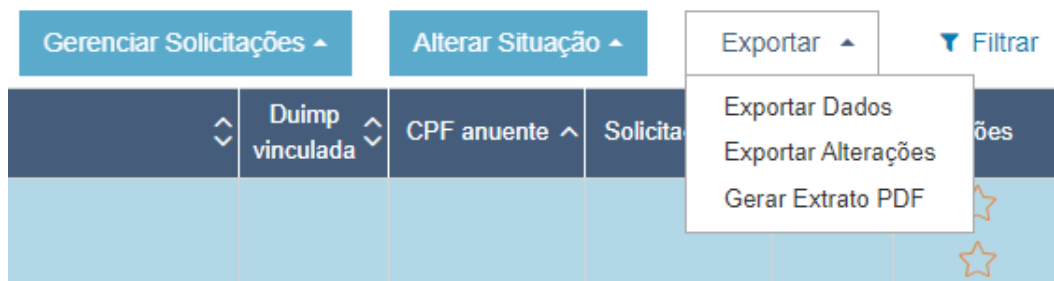 Gerenciar Solicitações
Alterar Situação
Exportar
Filtrar
Exportar Dados
Exportar Alterações
Gerar Extrato PDF
Duimp
vinculada
CPF anuente